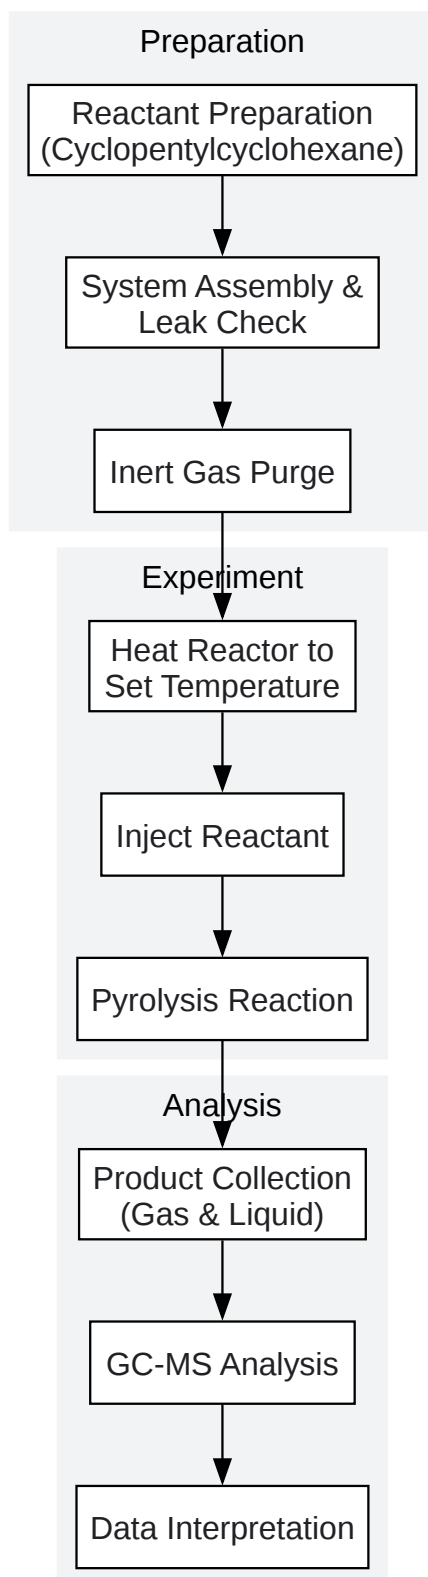 Preparation
Reactant Preparation
(Cyclopentylcyclohexane)
System Assembly &
Leak Check
Inert Gas Purge
Experiment
Heat Reactor to
Set Temperature
Inject Reactant
Pyrolysis Reaction
Analysis
Product Collection
(Gas & Liquid)
GC-MS Analysis
Data Interpretation